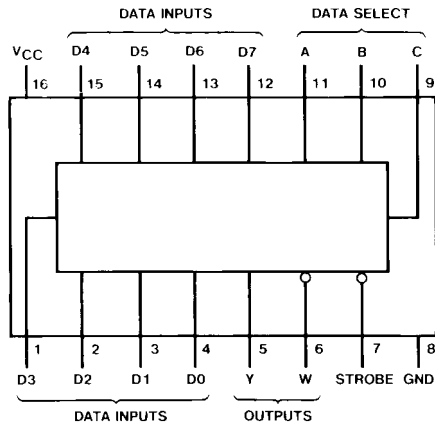 DATA INPUTS DATA SELECT
VCC D4 D5 D6 D7 A B C
16 15 14 13 12 11 10 9
1 2 3 4 5 6 7 8
D3 D2 D1 D0 Y W STROBE GND
DATA INPUTS OUTPUTS